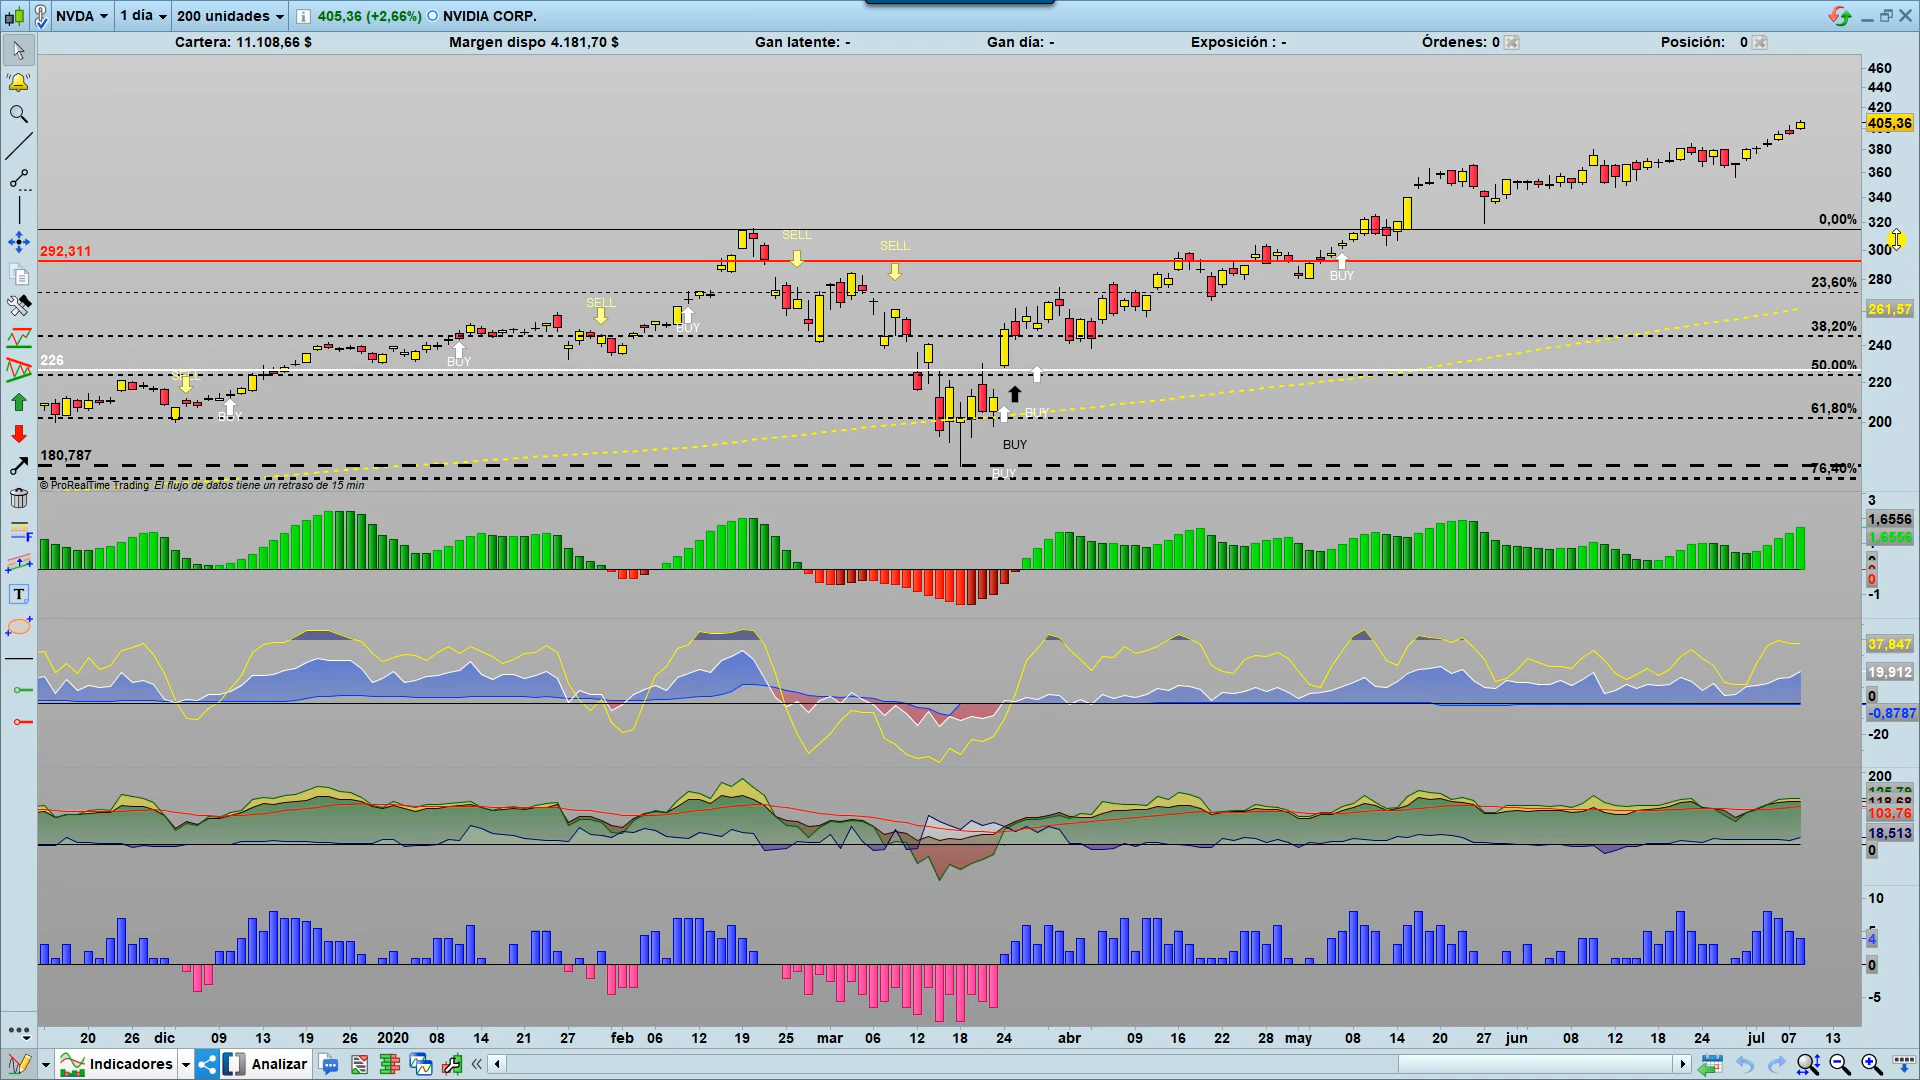 NVDA 1 día 200 unidades 405,36 (+2,66%) NVIDIA CORP.
Cartera: 11.108,66 $ Margen dispo 4.181,70 $ Gan latente: - Gan día: - Exposición : - Órdenes: 0 Posición: 0
460
440
420
405,36
380
360
340
320
300
280
261,57
240
220
200
0,00%
23,60%
38,20%
50.00%
61,80%
76,40%
292,311
226
180,787
SELL
SELL
SELL
SELL
BUY
BUY
BUY
BUY
BUY
BUY
BUY
BUY
© ProRealTime Trading El flujo de datos tiene un retraso de 15 min
3
1,6556
1,6556
0
-1
37,847
19,912
0
-0,8787
-20
200
103,76
18,513
0
10
4
0
-5
20 26 dic 09 13 19 26 2020 08 14 21 27 feb 06 12 19 25 mar 06 12 18 24 abr 09 16 22 28 may 08 14 20 27 jun 08 12 18 24 jul 07 13
Indicadores Analizar